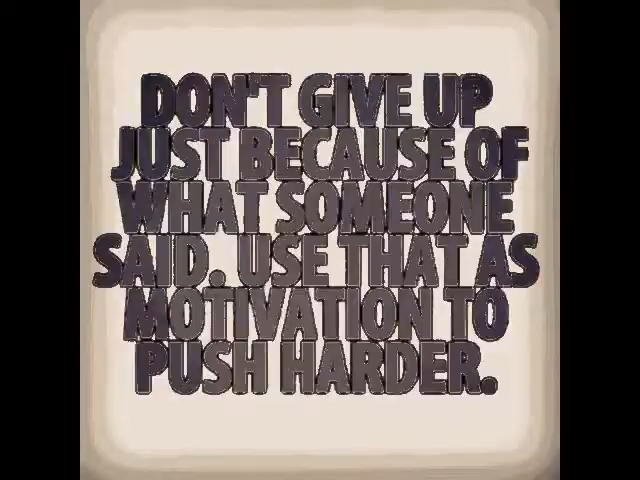 DON'T GIVE UP
JUST BECAUSE OF
WHAT SOMEONE
SAID. USE THAT AS
MOTIVATION TO
PUSH HARDER.